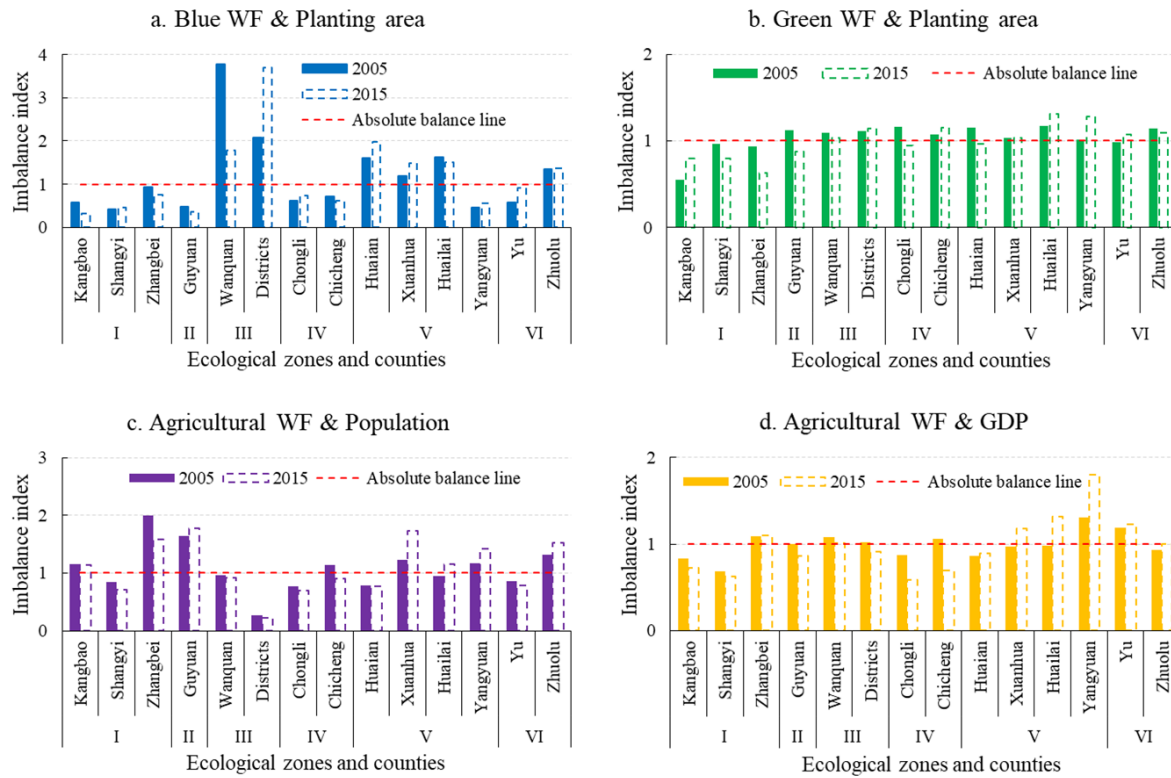 a. Blue WF & Planting area
Imbalance index
4
3
2
1
0
2005
2015
Absolute balance line
Kangbao
Shangyi
Zhangbei
Guyuan
Wanquan
Districts
Chongli
Chicheng
Huaian
Xuanhua
Huailai
Yangyuan
Yu
Zhuolu
I II III IV V VI
Ecological zones and counties
b. Green WF & Planting area
Imbalance index
2
1
0
2005 2015 Absolute balance line
Kangbao
Shangyi
Zhangbei
Guyuan
Wanquan
Districts
Chongli
Chicheng
Huaian
Xuanhua
Huailai
Yangyuan
Yu
Zhuolu
I II III IV V VI
Ecological zones and counties
c. Agricultural WF & Population
Imbalance index
3
2
1
0
2005 2015 Absolute balance line
Kangbao
Shangyi
Zhangbei
Guyuan
Wanquan
Districts
Chongli
Chicheng
Huaian
Xuanhua
Huailai
Yangyuan
Yu
Zhuolu
I II III IV V VI
Ecological zones and counties
d. Agricultural WF & GDP
Imbalance index
2
1
0
2005 2015 Absolute balance line
Kangbao
Shangyi
Zhangbei
Guyuan
Wanquan
Districts
Chongli
Chicheng
Huaian
Xuanhua
Huailai
Yangyuan
Yu
Zhuolu
I II III IV V VI
Ecological zones and counties